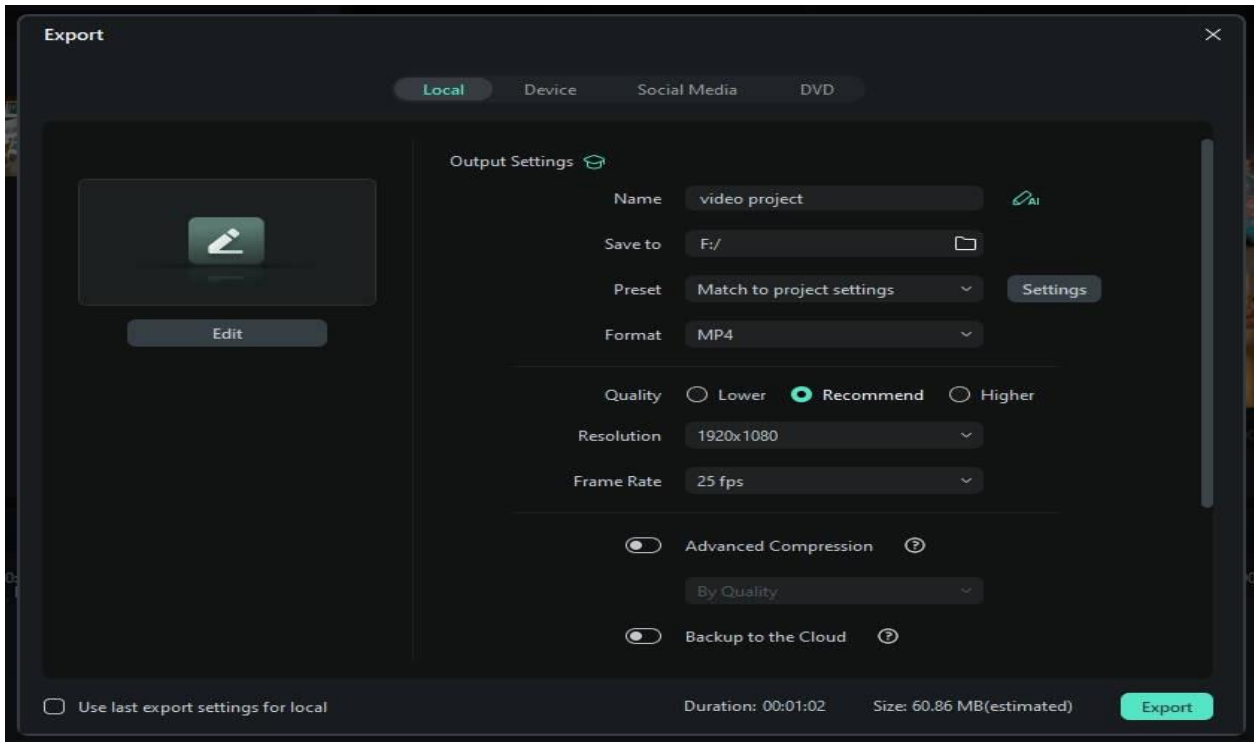 Export
Local Device Social Media DVD
Output Settings
Name video project AI
Save to F:/
Preset Match to project settings Settings
Edit
Format MP4
Quality Lower Recommend Higher
Resolution 1920x1080
Frame Rate 25 fps
Advanced Compression ?
By Quality
Backup to the Cloud ?
Use last export settings for local Duration: 00:01:02 Size: 60.86 MB(estimated) Export